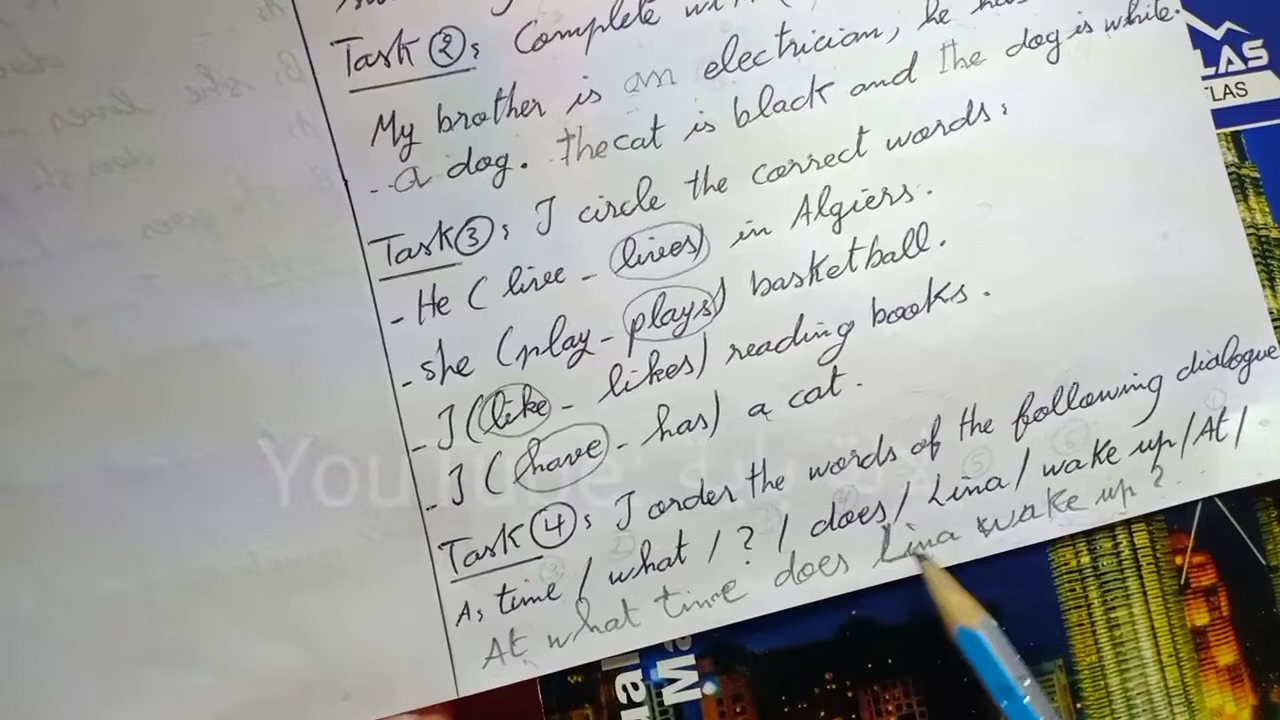 Task ②: Complete with
My brother is an electrician, he has
- a dog. The cat is black and the dog is white.
Task ③: I circle the correct words:
- He (live - lives) in Algiers.
- she (play - plays) basketball.
- I (like - likes) reading books.
- I (have - has) a cat.
Task ④: I order the words of the following dialogue
A, time / what / ? / does / Lina / wake up / At /
At what time does Lina wake up ?
LAS
TLAS
YouTube